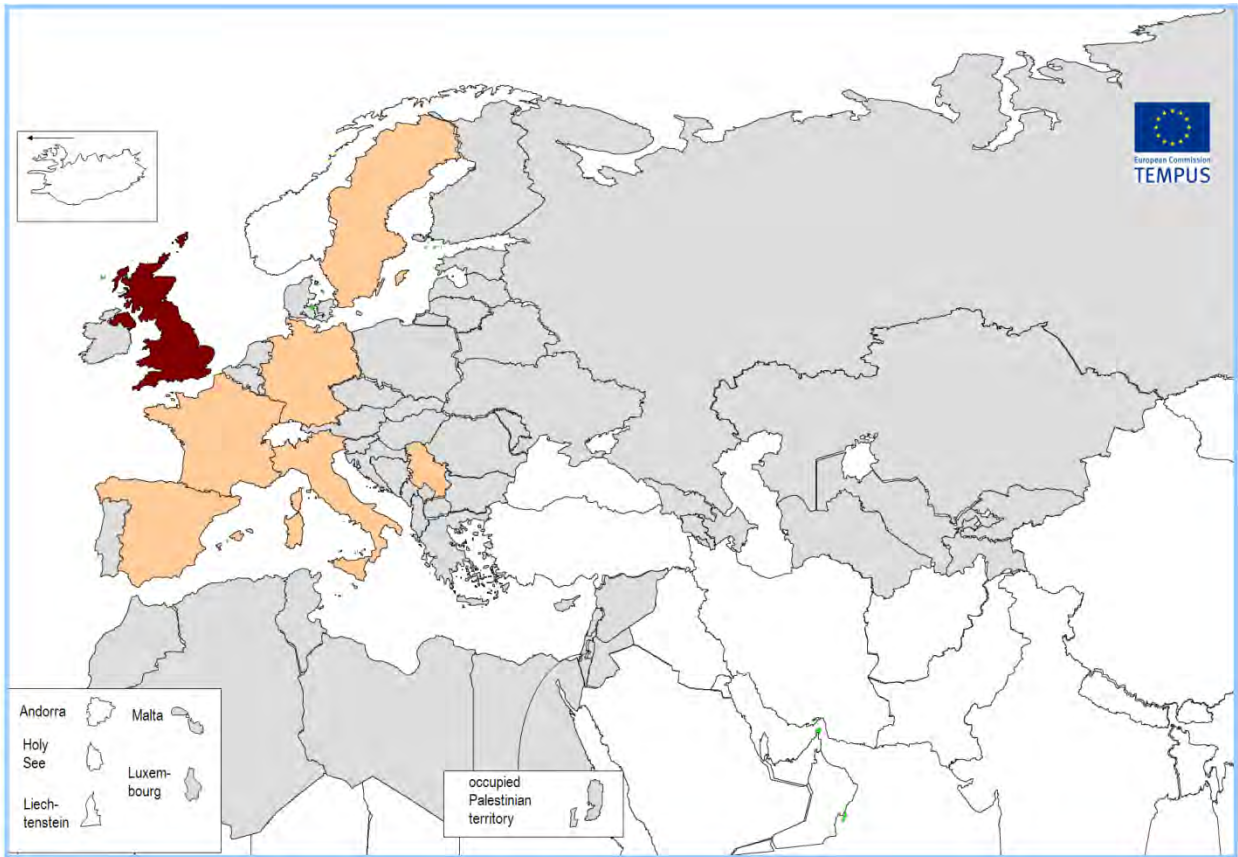 European Commission
TEMPUS
Andorra
Malta
Holy
See
Luxem-
bourg
Liech-
tenstein
occupied
Palestinian
territory